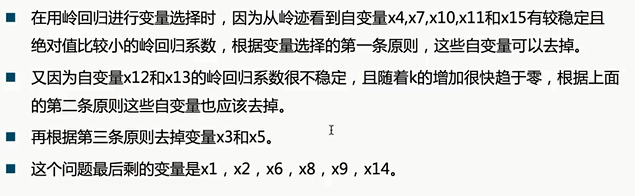 在用岭回归进行变量选择时，因为从岭迹看到自变量x4,x7,x10,x11和x15有较稳定且
绝对值比较小的岭回归系数，根据变量选择的第一条原则，这些自变量可以去掉。
又因为自变量x12和x13的岭回归系数很不稳定，且随着k的增加很快趋于零，根据上面
的第二条原则这些自变量也应该去掉。
再根据第三条原则去掉变量x3和x5。
这个问题最后剩的变量是x1，x2，x6，x8，x9，x14。